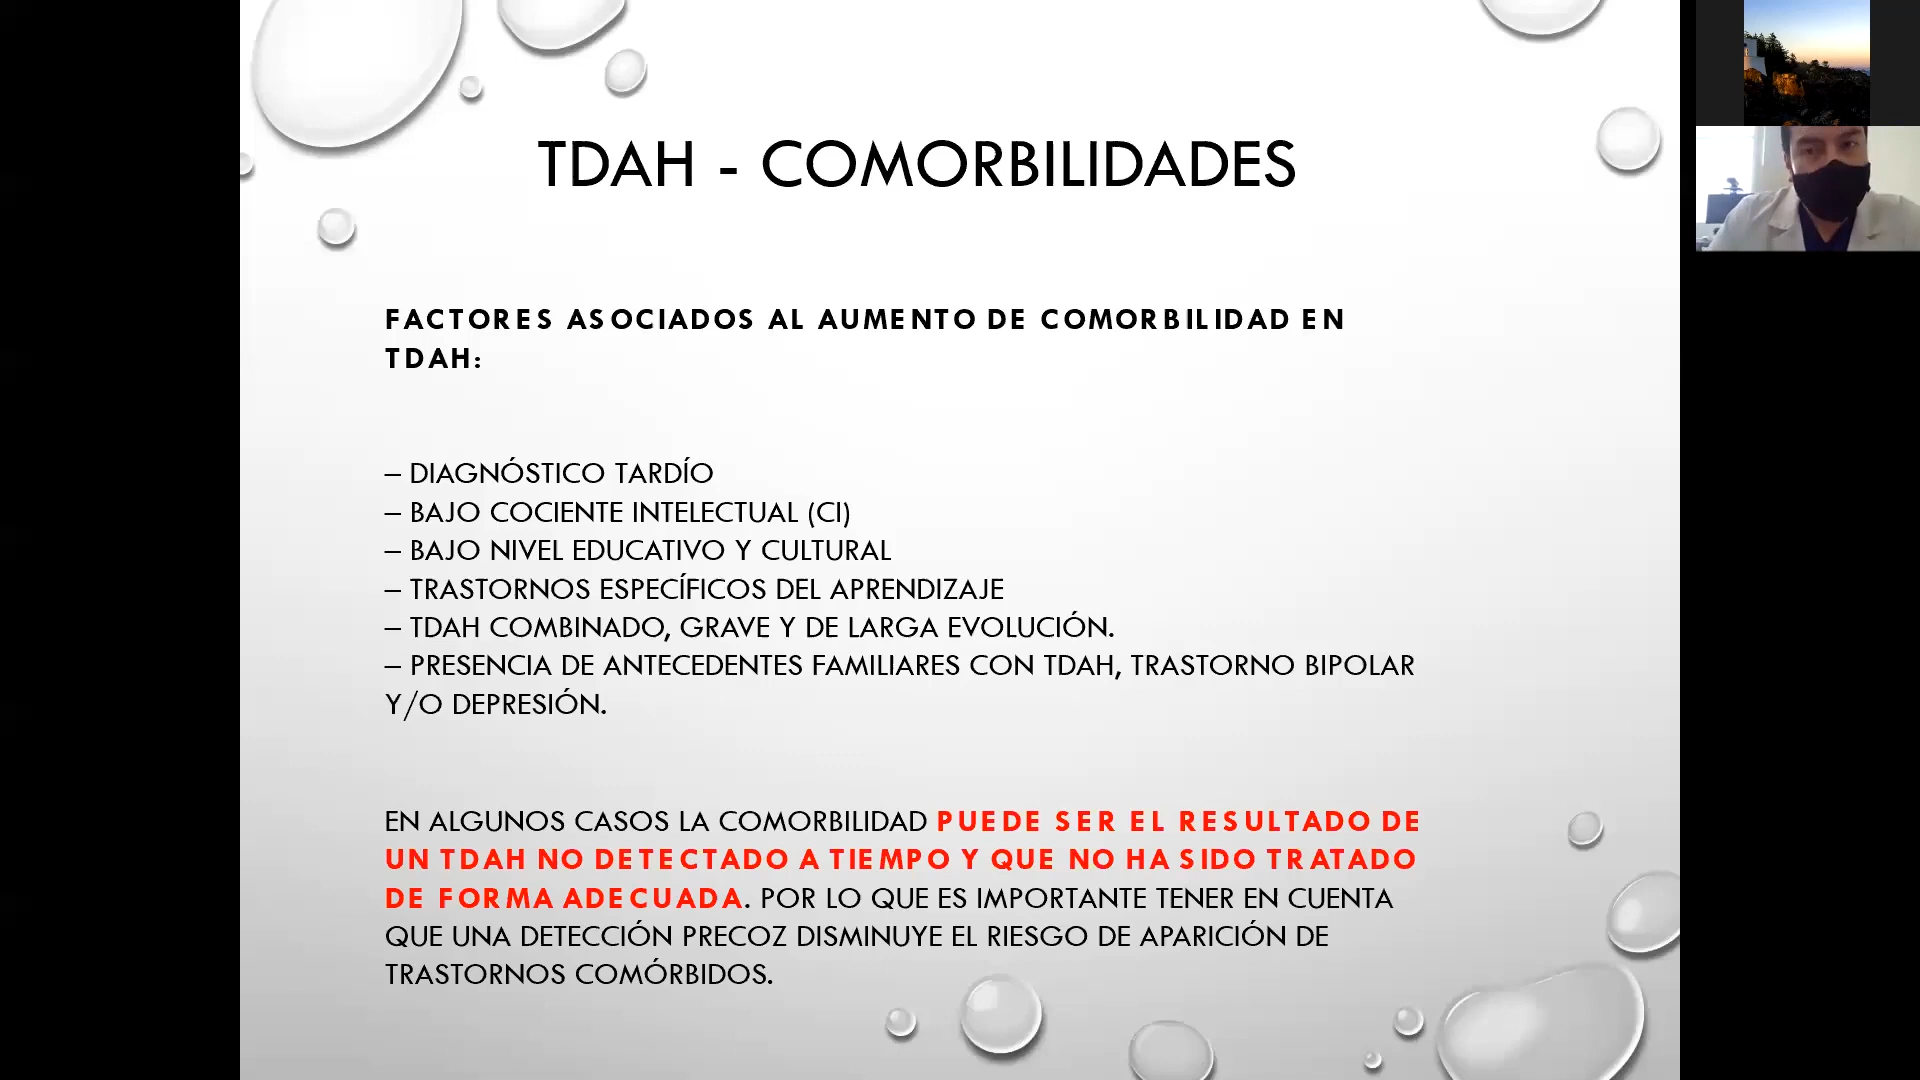 TDAH - COMORBILIDADES
FACTORES ASOCIADOS AL AUMENTO DE COMORBILIDAD EN
TDAH:
– DIAGNÓSTICO TARDÍO
– BAJO COCIENTE INTELECTUAL (CI)
– BAJO NIVEL EDUCATIVO Y CULTURAL
– TRASTORNOS ESPECÍFICOS DEL APRENDIZAJE
– TDAH COMBINADO, GRAVE Y DE LARGA EVOLUCIÓN.
– PRESENCIA DE ANTECEDENTES FAMILIARES CON TDAH, TRASTORNO BIPOLAR
Y/O DEPRESIÓN.
EN ALGUNOS CASOS LA COMORBILIDAD PUEDE SER EL RESULTADO DE
UN TDAH NO DETECTADO A TIEMPO Y QUE NO HA SIDO TRATADO
DE FORMA ADECUADA. POR LO QUE ES IMPORTANTE TENER EN CUENTA
QUE UNA DETECCIÓN PRECOZ DISMINUYE EL RIESGO DE APARICIÓN DE
TRASTORNOS COMÓRBIDOS.